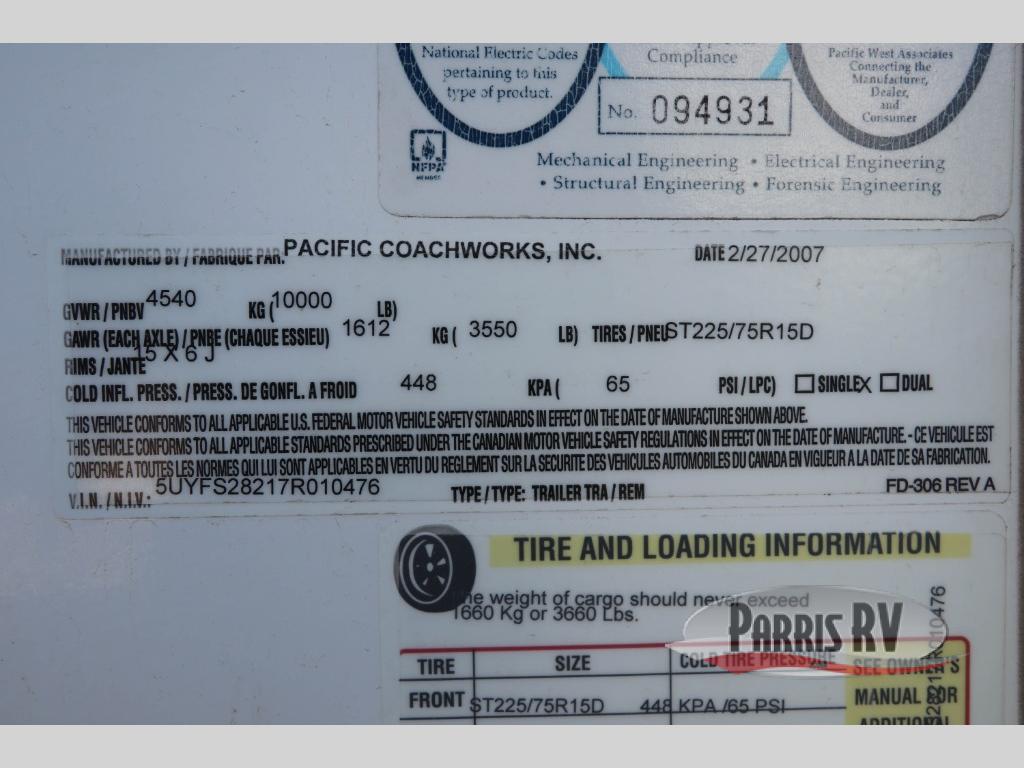 National Electric Codes
pertaining to this
type of product.
Compliance
No. 094931
Pacific West Associates
Connecting the
Manufacturer,
Dealer,
and
Consumer
NFPA
MEMBER
Mechanical Engineering • Electrical Engineering
• Structural Engineering • Forensic Engineering
MANUFACTURED BY / FABRIQUE PAR: PACIFIC COACHWORKS, INC. DATE 2/27/2007
GVWR / PNBV 4540 KG ( 10000 LB)
GAWR (EACH AXLE) / PNBE (CHAQUE ESSIEU) 1612 KG ( 3550 LB) TIRES / PNEU ST225/75R15D
RIMS / JANTE 15 X 6 J
COLD INFL. PRESS. / PRESS. DE GONFL. A FROID 448 KPA ( 65 PSI / LPC) ☐ SINGLE X ☐ DUAL
THIS VEHICLE CONFORMS TO ALL APPLICABLE U.S. FEDERAL MOTOR VEHICLE SAFETY STANDARDS IN EFFECT ON THE DATE OF MANUFACTURE SHOWN ABOVE.
THIS VEHICLE CONFORMS TO ALL APPLICABLE STANDARDS PRESCRIBED UNDER THE CANADIAN MOTOR VEHICLE SAFETY REGULATIONS IN EFFECT ON THE DATE OF MANUFACTURE. - CE VEHICULE EST
CONFORME A TOUTES LES NORMES QUI LUI SONT APPLICABLES EN VERTU DU REGLEMENT SUR LA SECURITE DES VEHICULES AUTOMOBILES DU CANADA EN VIGUEUR A LA DATE DE SA FABRICATION.
V.I.N. / N.I.V.: 5UYFS28217R010476 TYPE / TYPE: TRAILER TRA / REM FD-306 REV A
TIRE AND LOADING INFORMATION
The weight of cargo should never exceed
1660 Kg or 3660 Lbs.
PARRIS RV
TIRE SIZE COLD TIRE PRESSURE SEE OWNER'S
FRONT ST225/75R15D 448 KPA /65 PSI MANUAL FOR
ADDITIONAL
S28217R010476